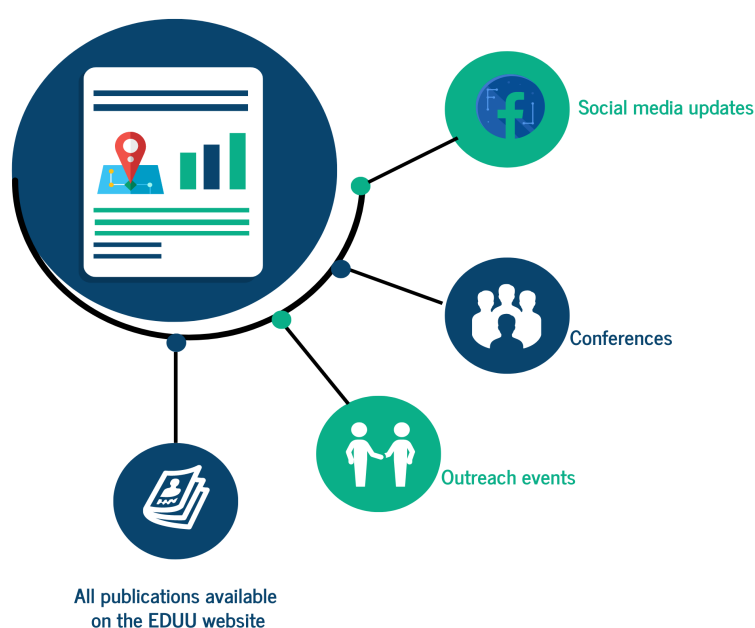 Social media updates
Conferences
Outreach events
All publications available
on the EDUU website